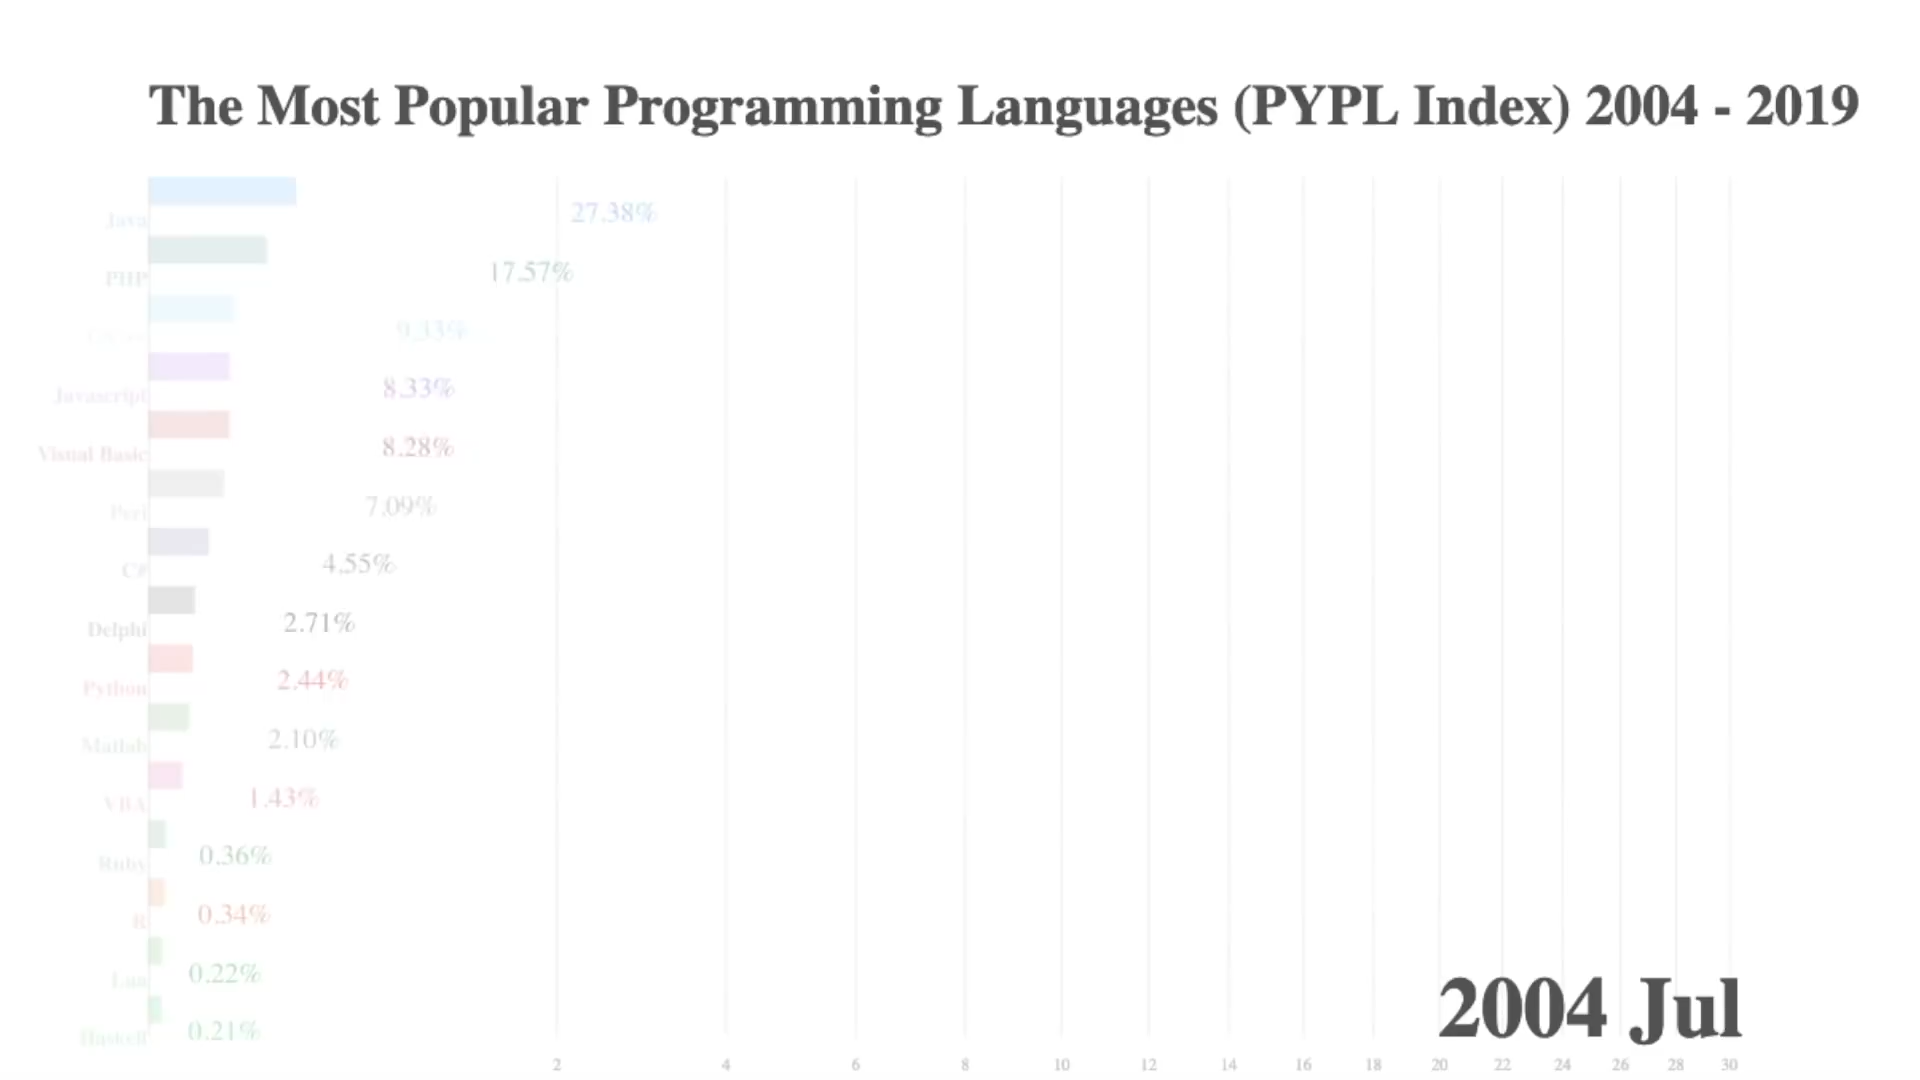 The Most Popular Programming Languages (PYPL Index) 2004 - 2019
Java 27.38%
PHP 17.57%
9.33%
Javascript 8.33%
Visual Basic 8.28%
Perl 7.09%
C# 4.55%
Delphi 2.71%
Python 2.44%
Matlab 2.10%
VBA 1.43%
Ruby 0.36%
R 0.34%
Lua 0.22%
Haskell 0.21%
2004 Jul
2 4 6 8 10 12 14 16 18 20 22 24 26 28 30